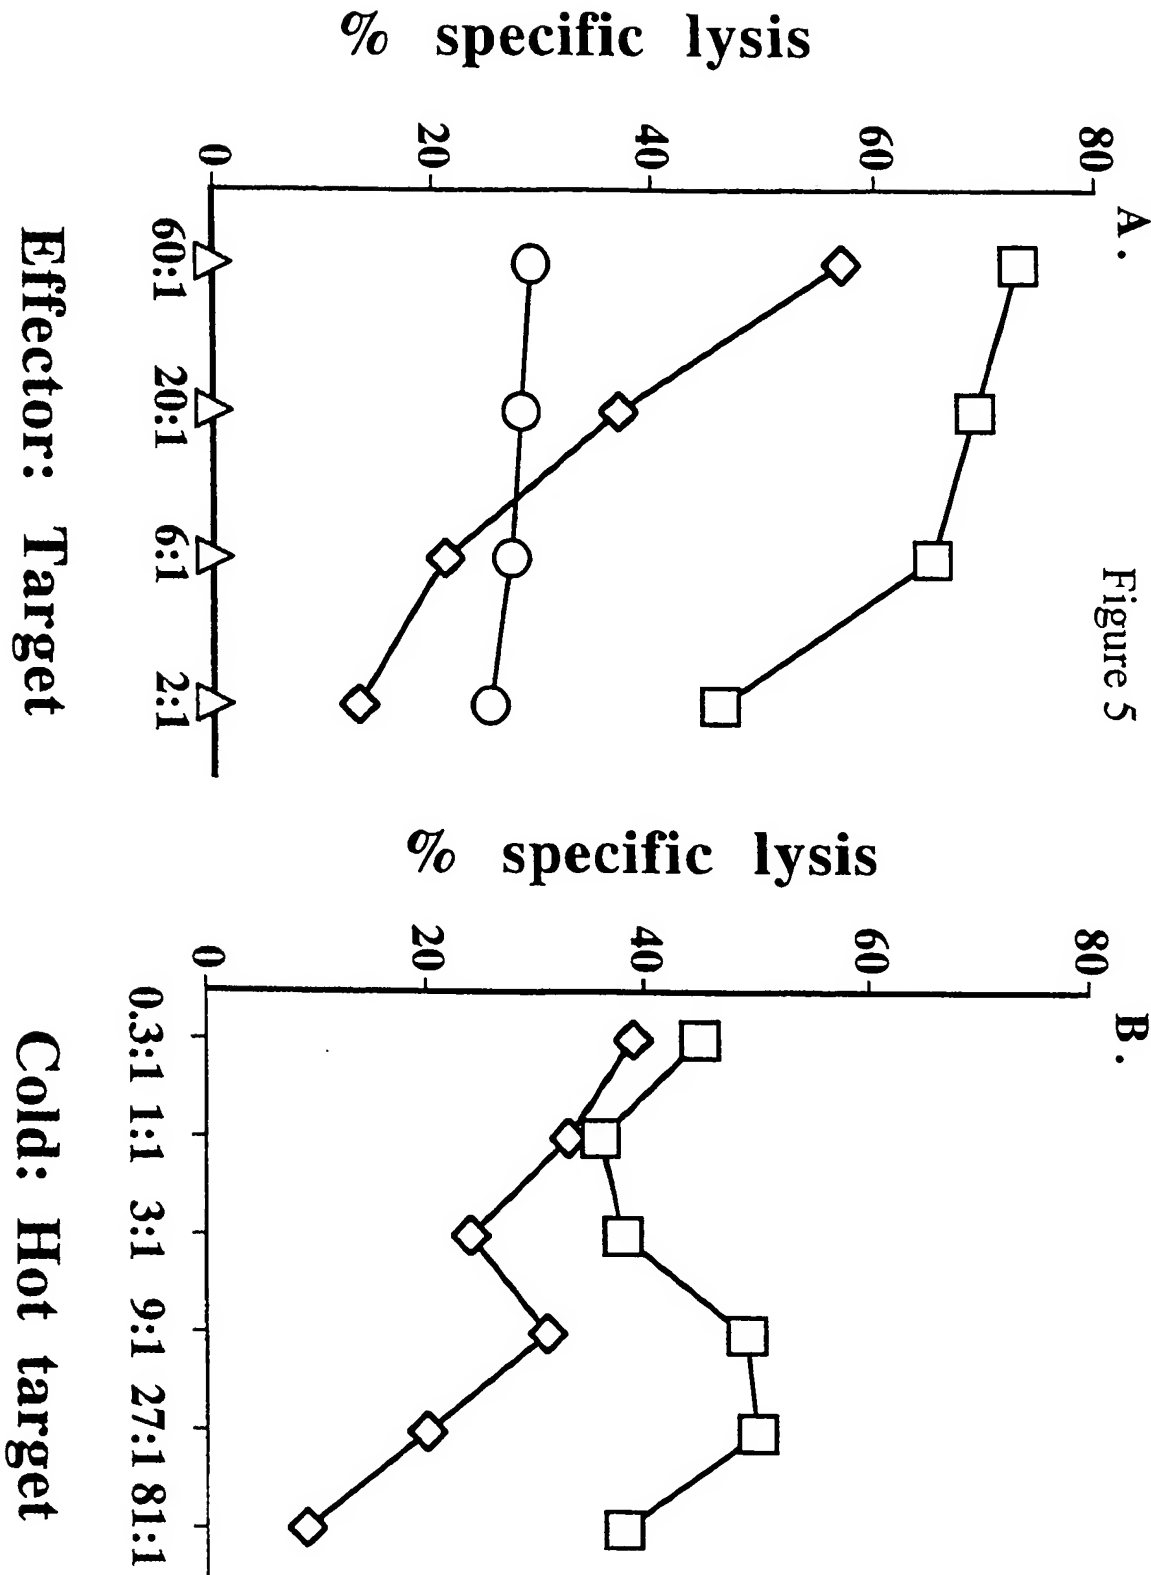 Figure 5
A.
% specific lysis
80
60
40
20
0
60:1 20:1 6:1 2:1
Effector: Target
B.
% specific lysis
80
60
40
20
0
0.3:1 1:1 3:1 9:1 27:1 81:1
Cold: Hot target